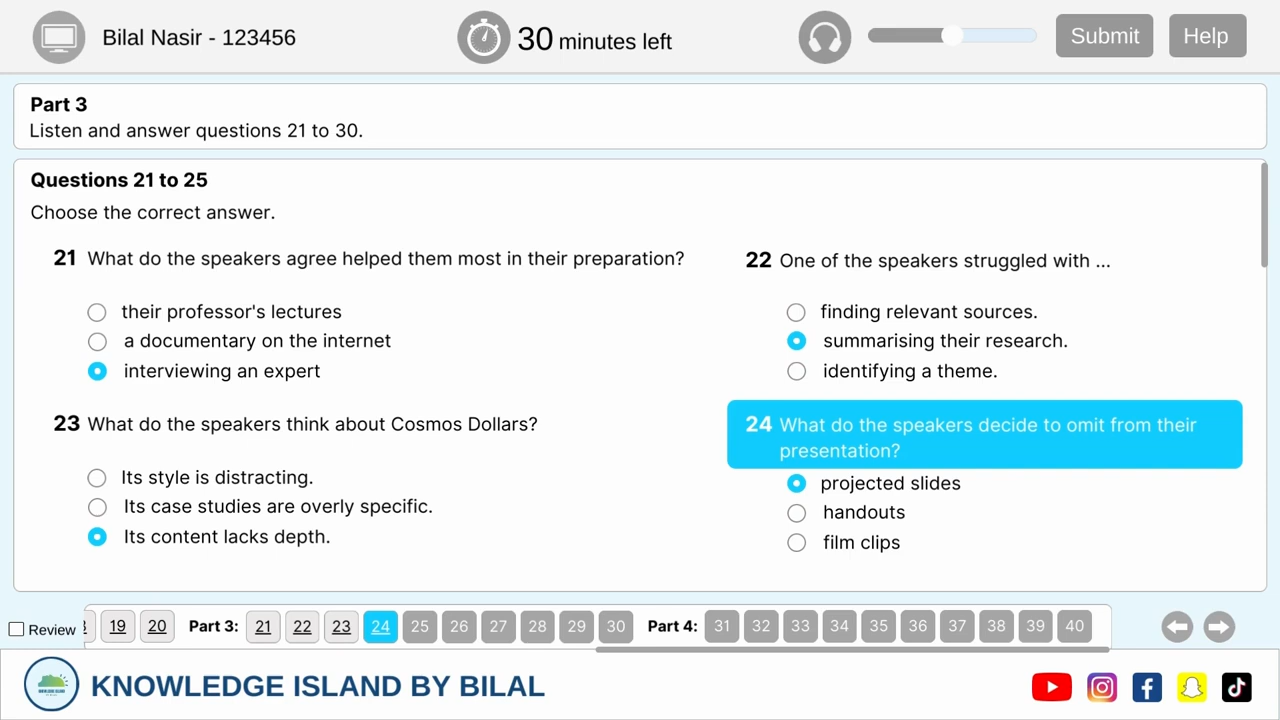 Bilal Nasir - 123456
30 minutes left
Submit
Help
Part 3
Listen and answer questions 21 to 30.
Questions 21 to 25
Choose the correct answer.
21 What do the speakers agree helped them most in their preparation?
their professor's lectures
a documentary on the internet
interviewing an expert
22 One of the speakers struggled with ...
finding relevant sources.
summarising their research.
identifying a theme.
23 What do the speakers think about Cosmos Dollars?
Its style is distracting.
Its case studies are overly specific.
Its content lacks depth.
24 What do the speakers decide to omit from their
presentation?
projected slides
handouts
film clips
Review 19 20 Part 3: 21 22 23 24 25 26 27 28 29 30 Part 4: 31 32 33 34 35 36 37 38 39 40
KNOWLEDGE ISLAND BY BILAL